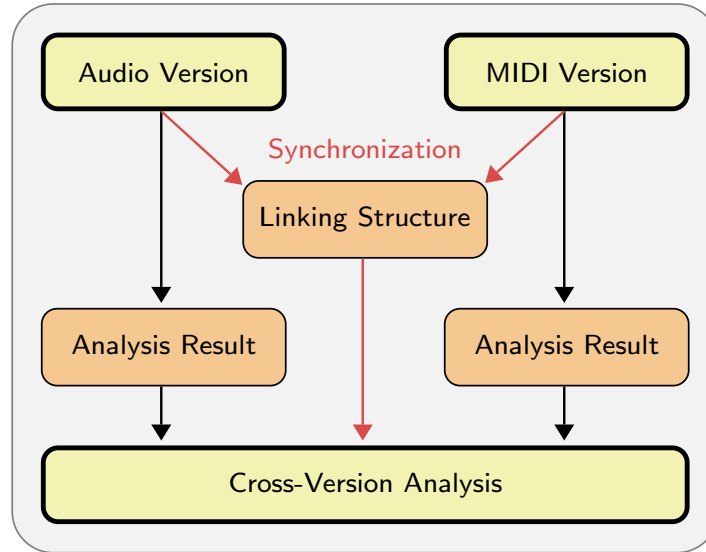 Audio Version
MIDI Version
Synchronization
Linking Structure
Analysis Result
Analysis Result
Cross-Version Analysis